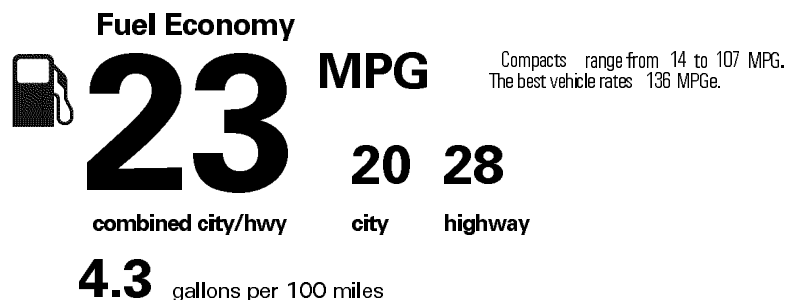 Fuel Economy
23 MPG
Compacts range from 14 to 107 MPG.
The best vehicle rates 136 MPGe.
20 28
combined city/hwy city highway
4.3 gallons per 100 miles